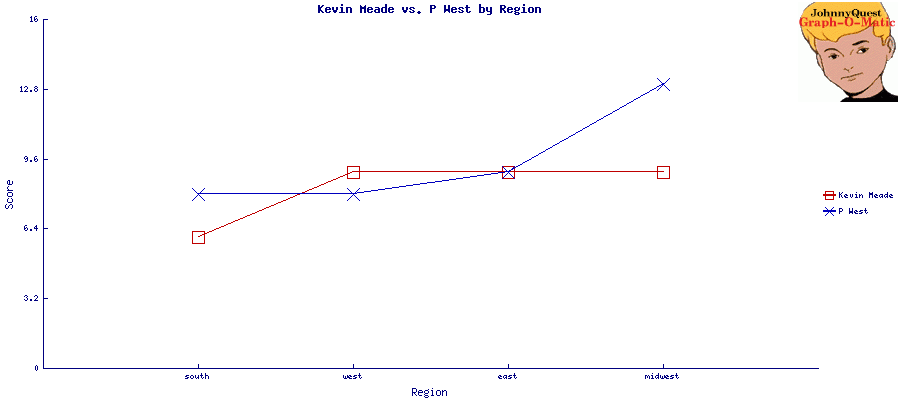 Kevin Meade vs. P West by Region
JohnnyQuest
Graph-O-Matic
16
12.8
9.6
6.4
3.2
0
Score
Kevin Meade
P West
south west east midwest
Region